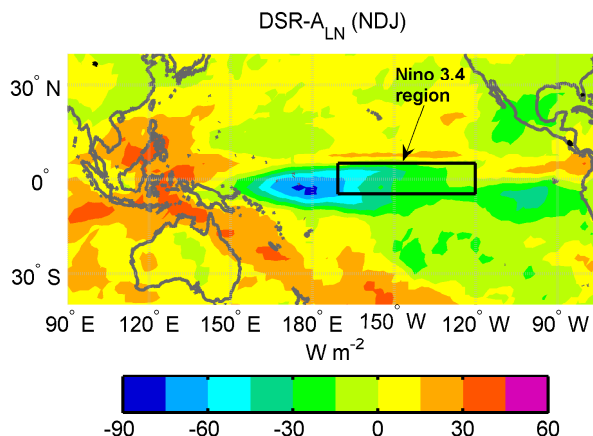 DSR-A_LN (NDJ)
Nino 3.4
region
30° N
0°
30° S
90° E 120° E 150° E 180° E 150° W 120° W 90° W
W m⁻²
-90 -60 -30 0 30 60